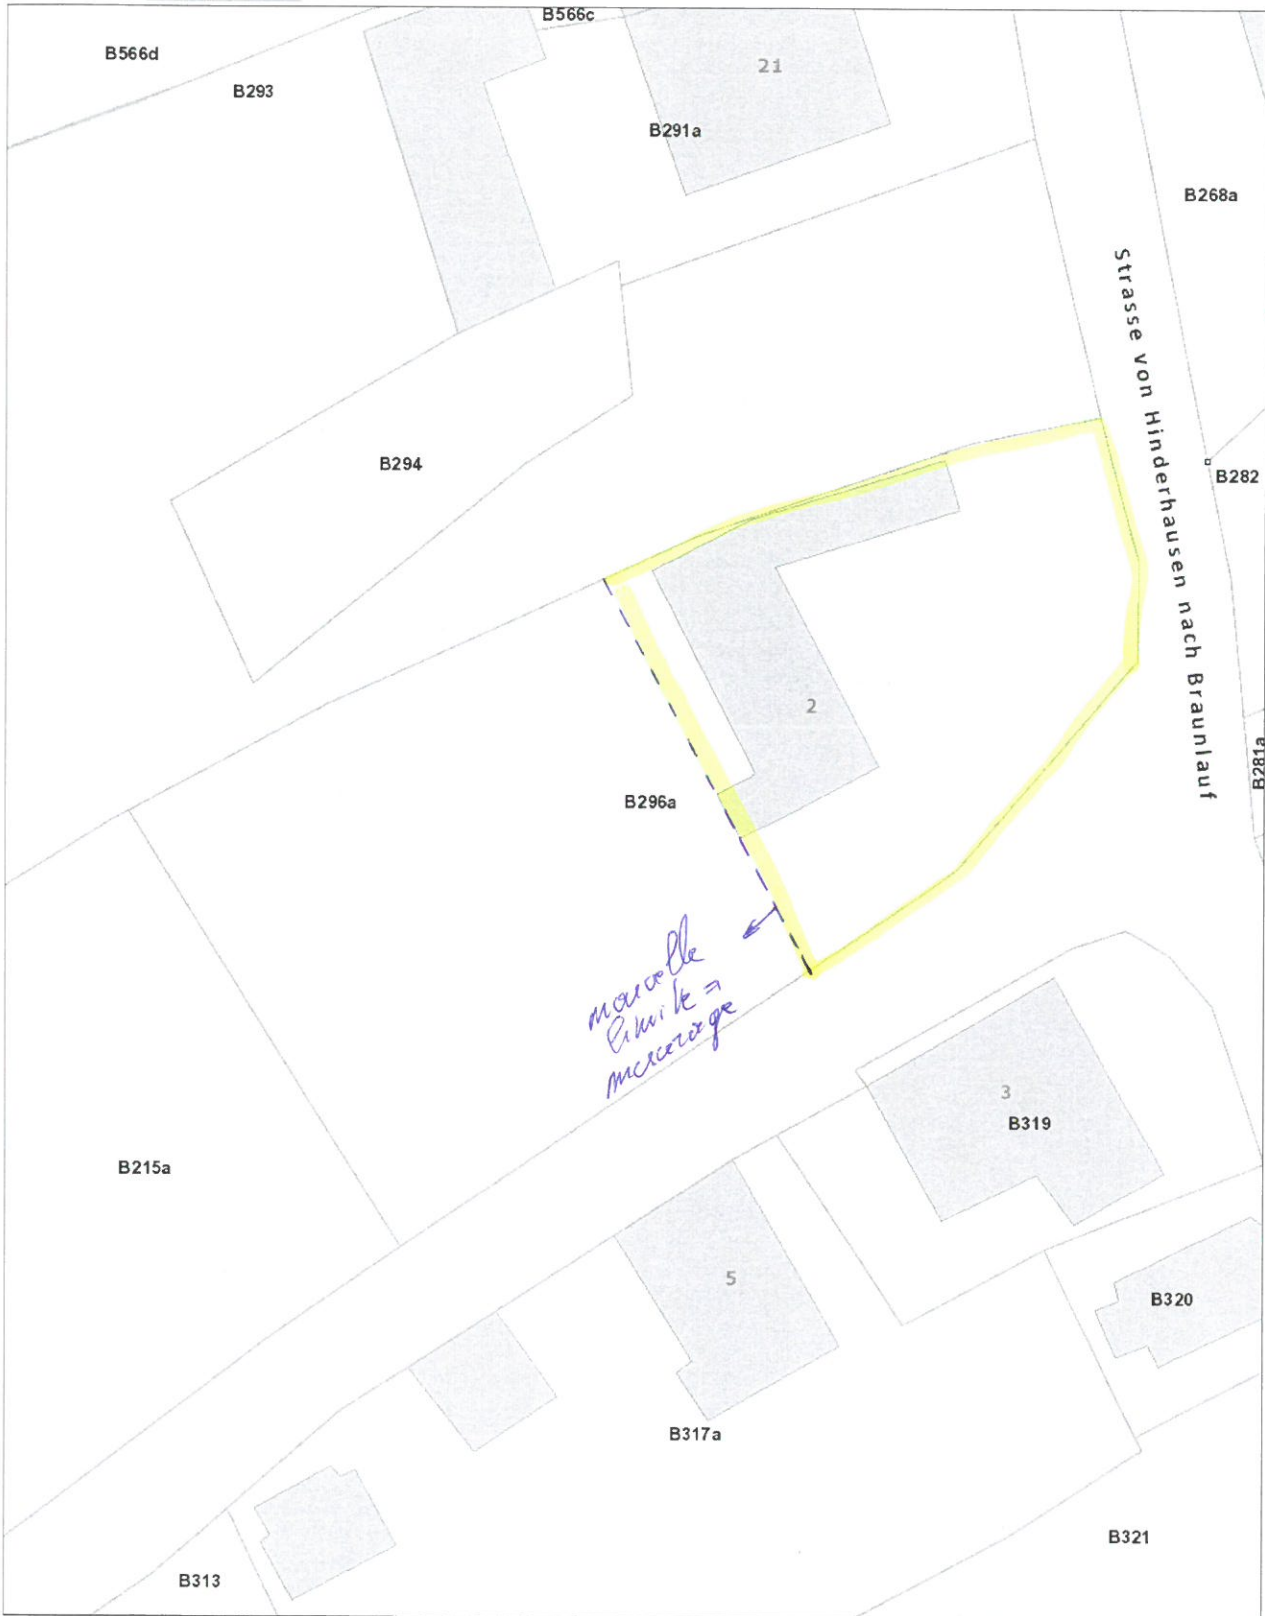 B566c
B566d
B293
21
B291a
B268a
Strasse von Hinderhausen nach Braunlauf
B294
B282
2
B281a
B296a
nouvelle
limite =
mesurage
3
B319
B215a
5
B320
B317a
B321
B313